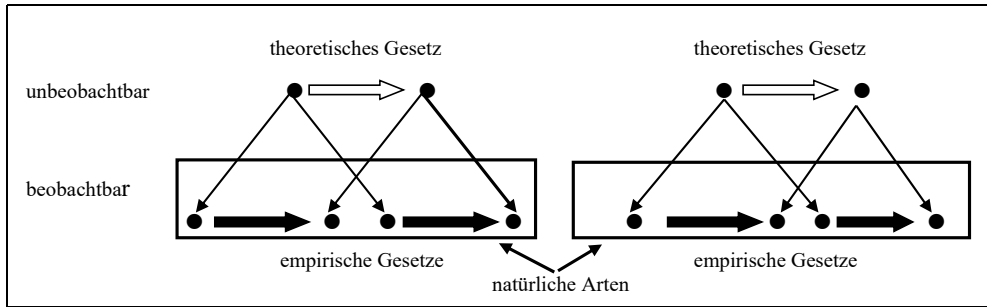 theoretisches Gesetz theoretisches Gesetz
unbeobachtbar
beobachtbar
empirische Gesetze empirische Gesetze
natürliche Arten